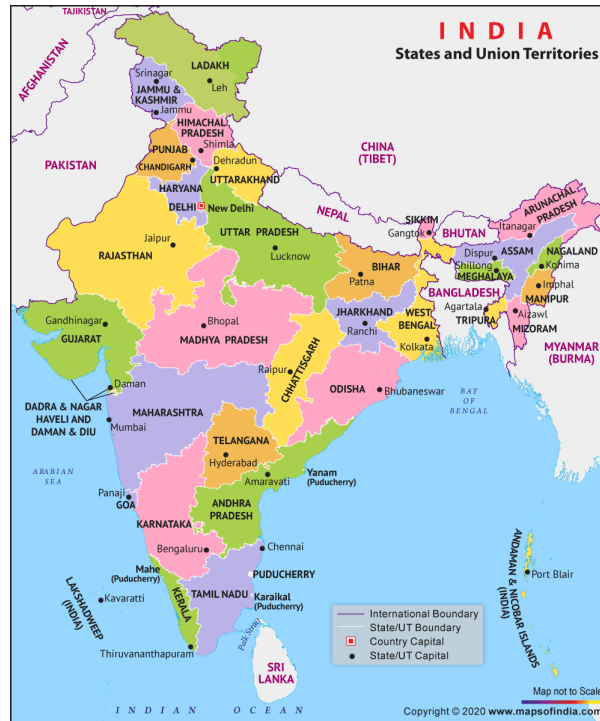 INDIA
States and Union Territories
TAJIKISTAN
AFGHANISTAN
PAKISTAN
CHINA
(TIBET)
NEPAL
BHUTAN
BANGLADESH
MYANMAR
(BURMA)
SRI
LANKA
LADAKH
Leh
Srinagar
JAMMU &
KASHMIR
Jammu
HIMACHAL
PRADESH
Shimla
PUNJAB
CHANDIGARH
Dehradun
UTTARAKHAND
HARYANA
DELHI
New Delhi
UTTAR PRADESH
Lucknow
Jaipur
RAJASTHAN
SIKKIM
Gangtok
ARUNACHAL
PRADESH
Itanagar
ASSAM
Dispur
NAGALAND
Kohima
Shillong
MEGHALAYA
Imphal
MANIPUR
Agartala
TRIPURA
Aizawl
MIZORAM
BIHAR
Patna
JHARKHAND
Ranchi
WEST
BENGAL
Kolkata
Gandhinagar
GUJARAT
Bhopal
MADHYA PRADESH
Raipur
CHHATTISGARH
ODISHA
Bhubaneswar
Daman
DADRA & NAGAR
HAVELI AND
DAMAN & DIU
MAHARASHTRA
Mumbai
TELANGANA
Hyderabad
Yanam
(Puducherry)
Amaravati
ANDHRA
PRADESH
Panaji
GOA
KARNATAKA
Bengaluru
Chennai
Mahe
(Puducherry)
PUDUCHERRY
TAMIL NADU
Karaikal
(Puducherry)
KERALA
Thiruvananthapuram
Kavaratti
LAKSHADWEEP
(INDIA)
ANDAMAN & NICOBAR ISLANDS
(INDIA)
Port Blair
ARABIAN
SEA
BAY
OF
BENGAL
Palk Strait
INDIAN OCEAN
International Boundary
State/UT Boundary
Country Capital
State/UT Capital
Map not to Scale
Copyright © 2020 www.mapsofindia.com